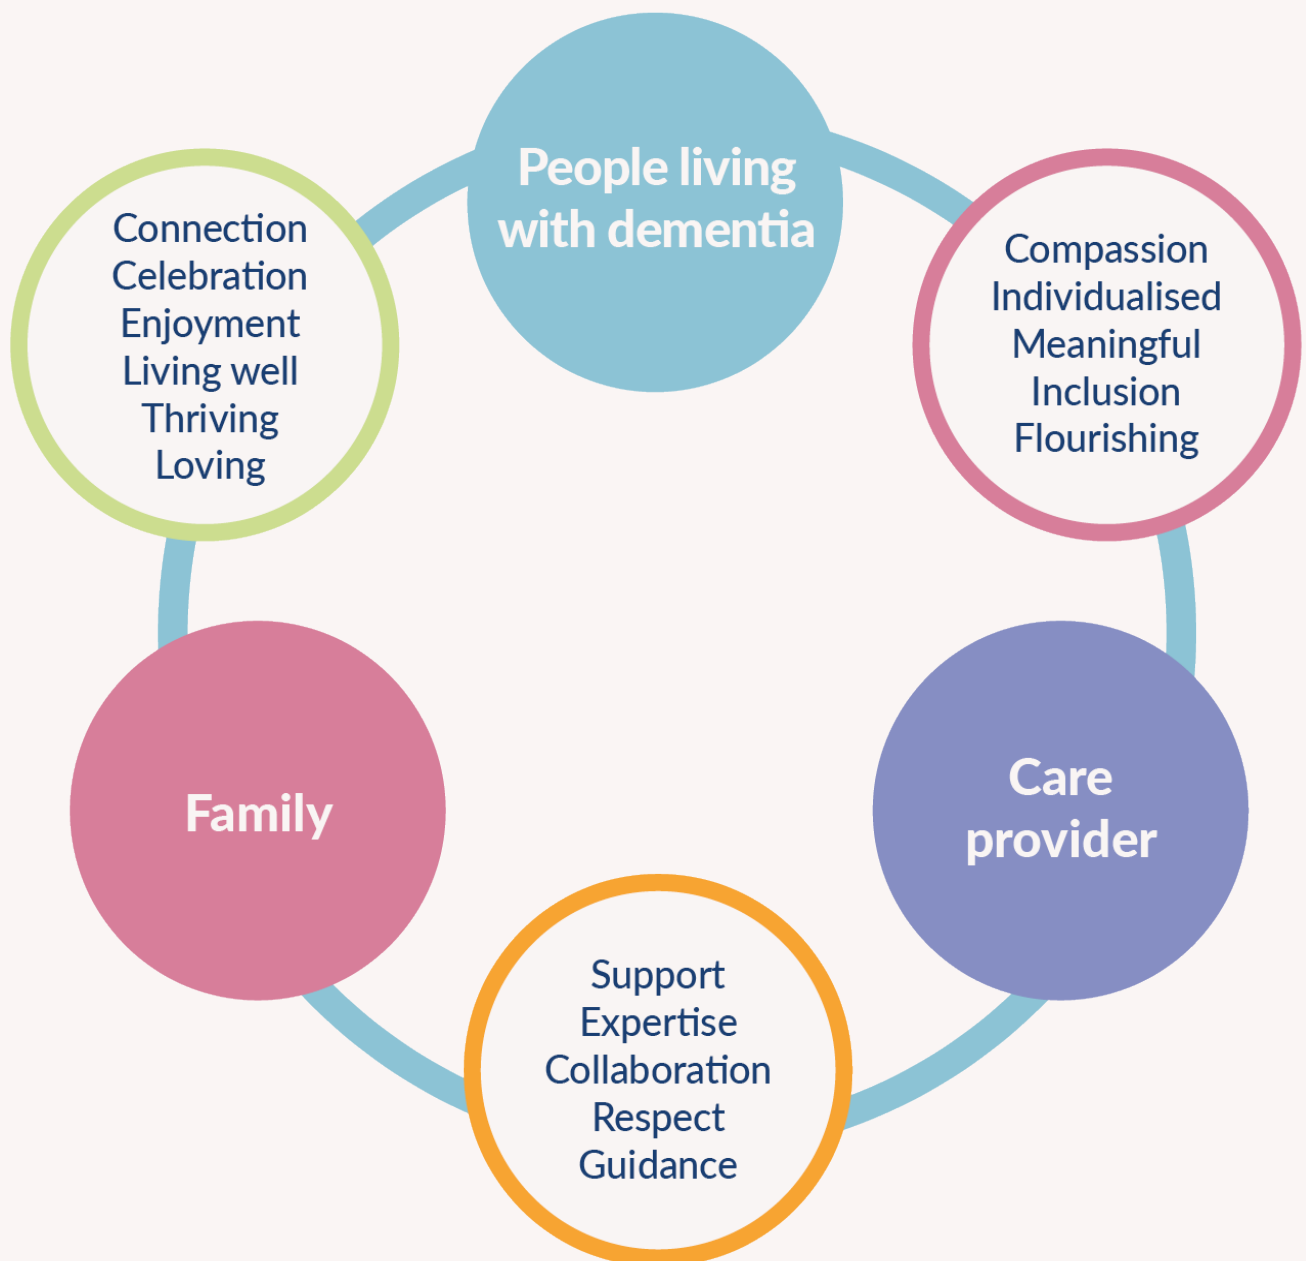 People living
with dementia
Connection
Celebration
Enjoyment
Living well
Thriving
Loving
Compassion
Individualised
Meaningful
Inclusion
Flourishing
Family
Care
provider
Support
Expertise
Collaboration
Respect
Guidance